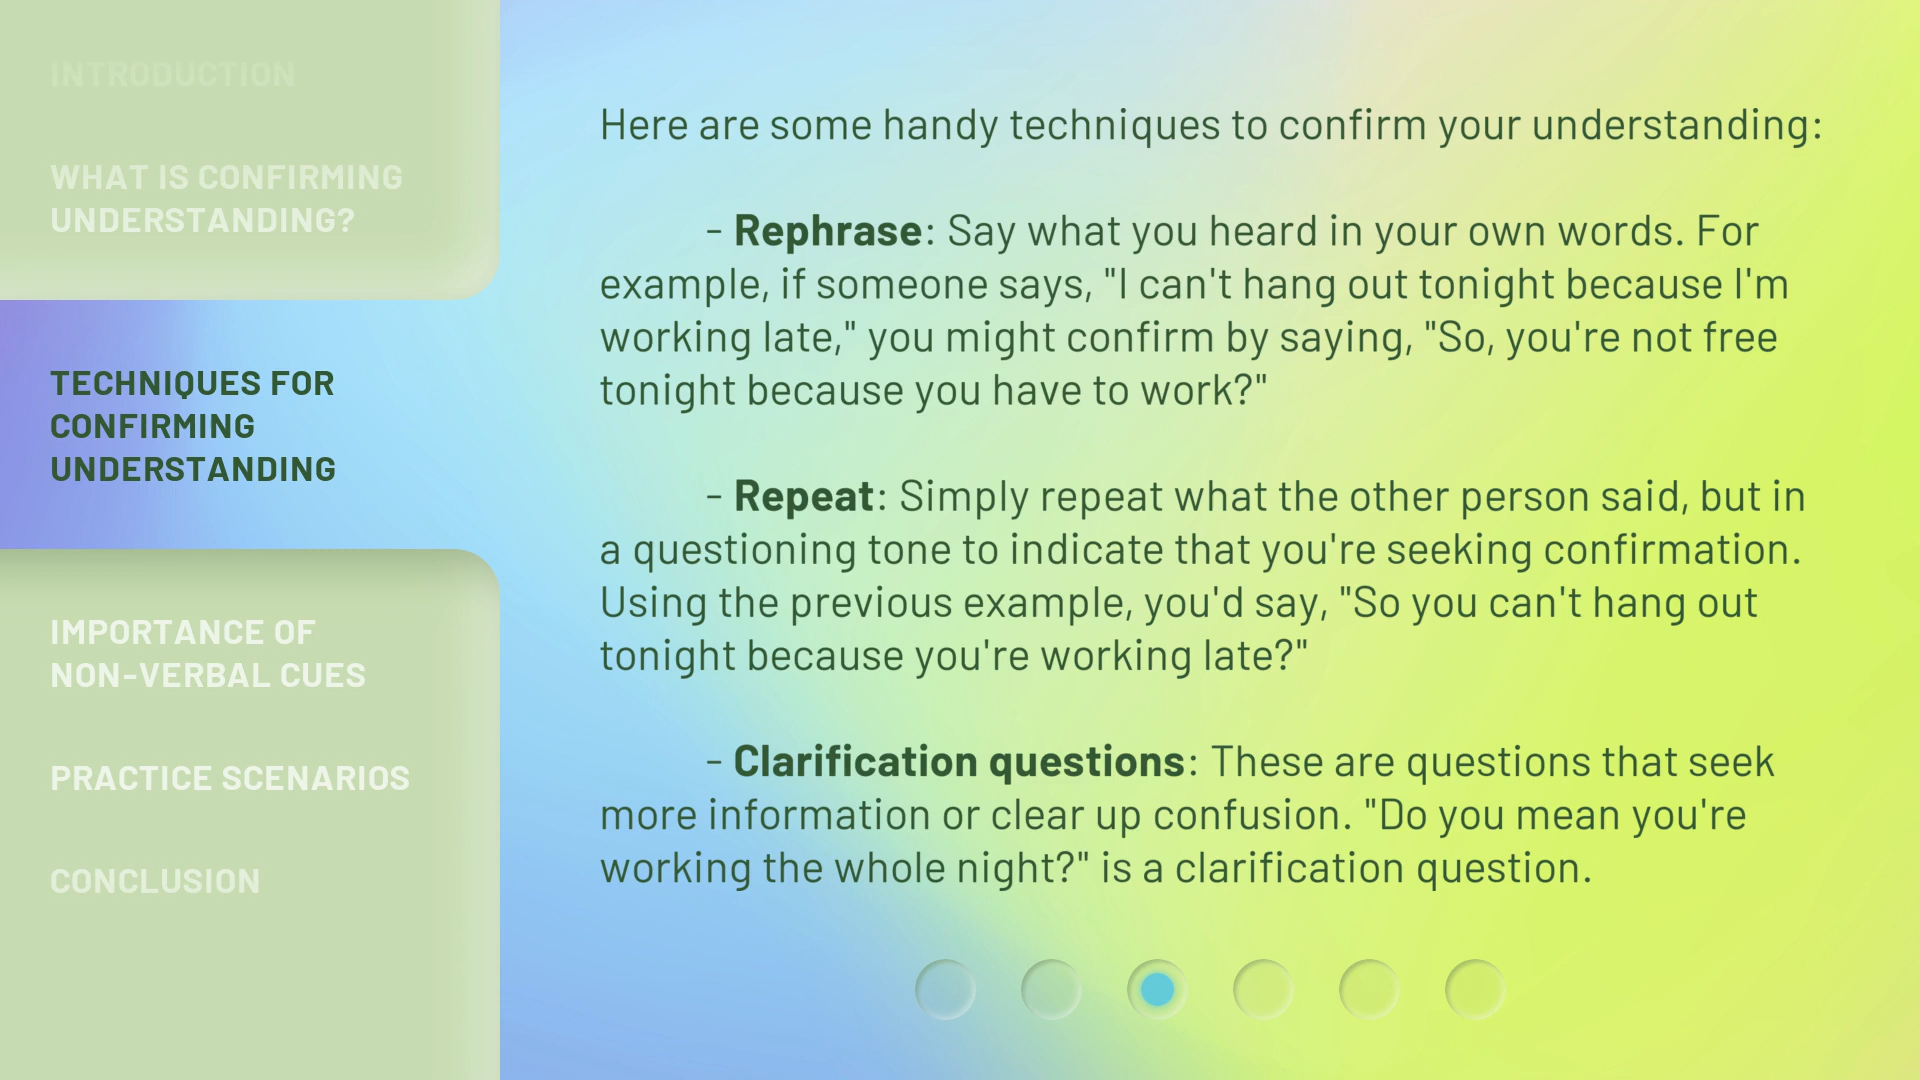 INTRODUCTION
WHAT IS CONFIRMING
UNDERSTANDING?
TECHNIQUES FOR
CONFIRMING
UNDERSTANDING
IMPORTANCE OF
NON-VERBAL CUES
PRACTICE SCENARIOS
CONCLUSION
Here are some handy techniques to confirm your understanding:
- Rephrase: Say what you heard in your own words. For
example, if someone says, "I can't hang out tonight because I'm
working late," you might confirm by saying, "So, you're not free
tonight because you have to work?"
- Repeat: Simply repeat what the other person said, but in
a questioning tone to indicate that you're seeking confirmation.
Using the previous example, you'd say, "So you can't hang out
tonight because you're working late?"
- Clarification questions: These are questions that seek
more information or clear up confusion. "Do you mean you're
working the whole night?" is a clarification question.